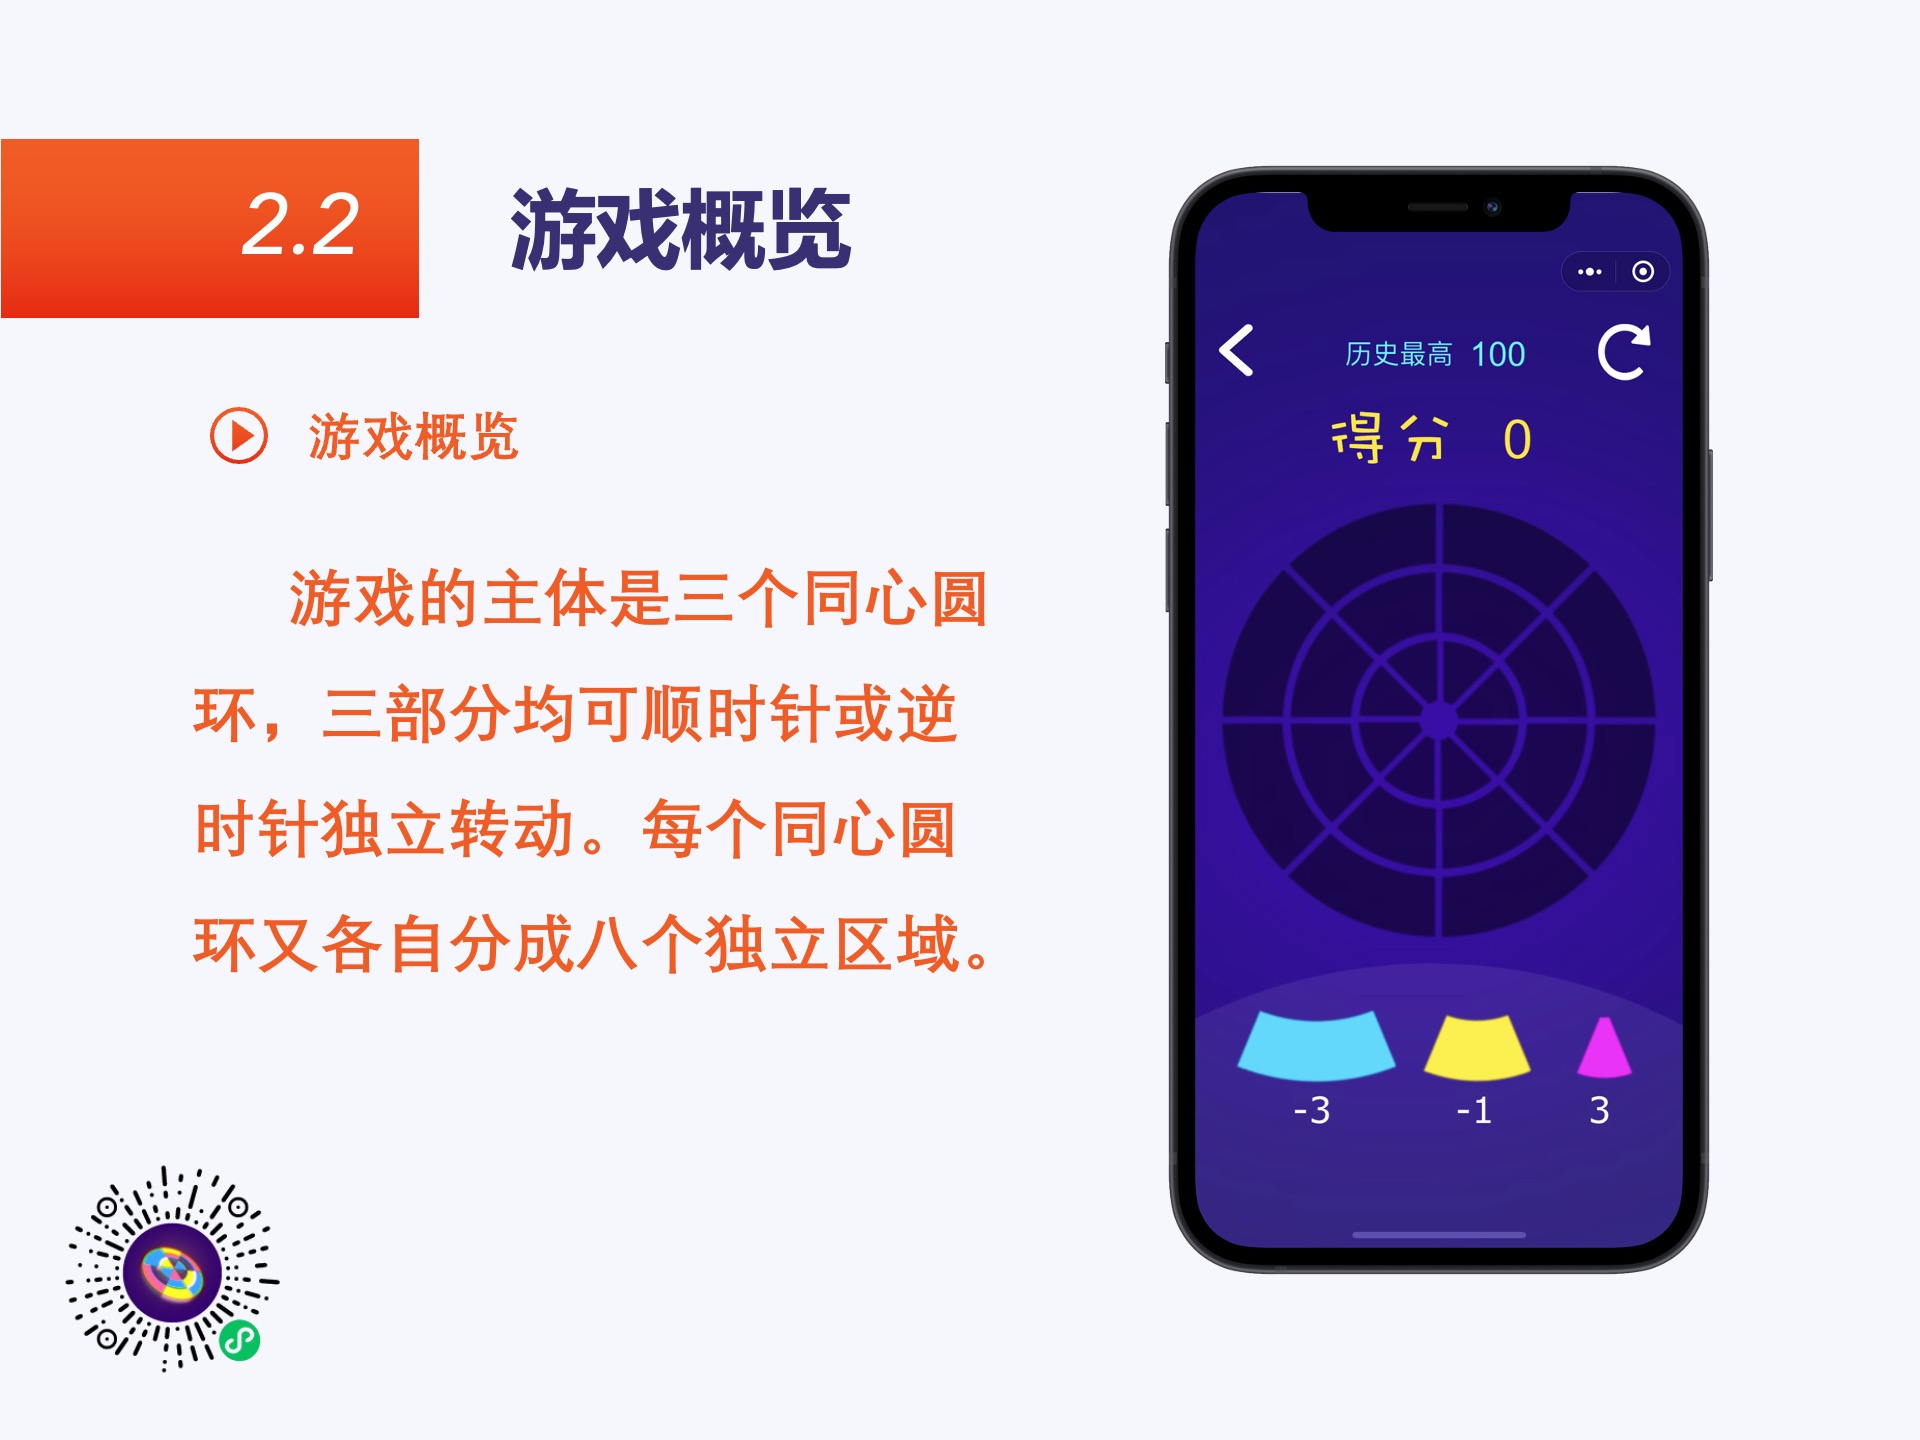 2.2
游戏概览
游戏概览
游戏的主体是三个同心圆
环，三部分均可顺时针或逆
时针独立转动。每个同心圆
环又各自分成八个独立区域。
历史最高 100
得分 0
-3 -1 3